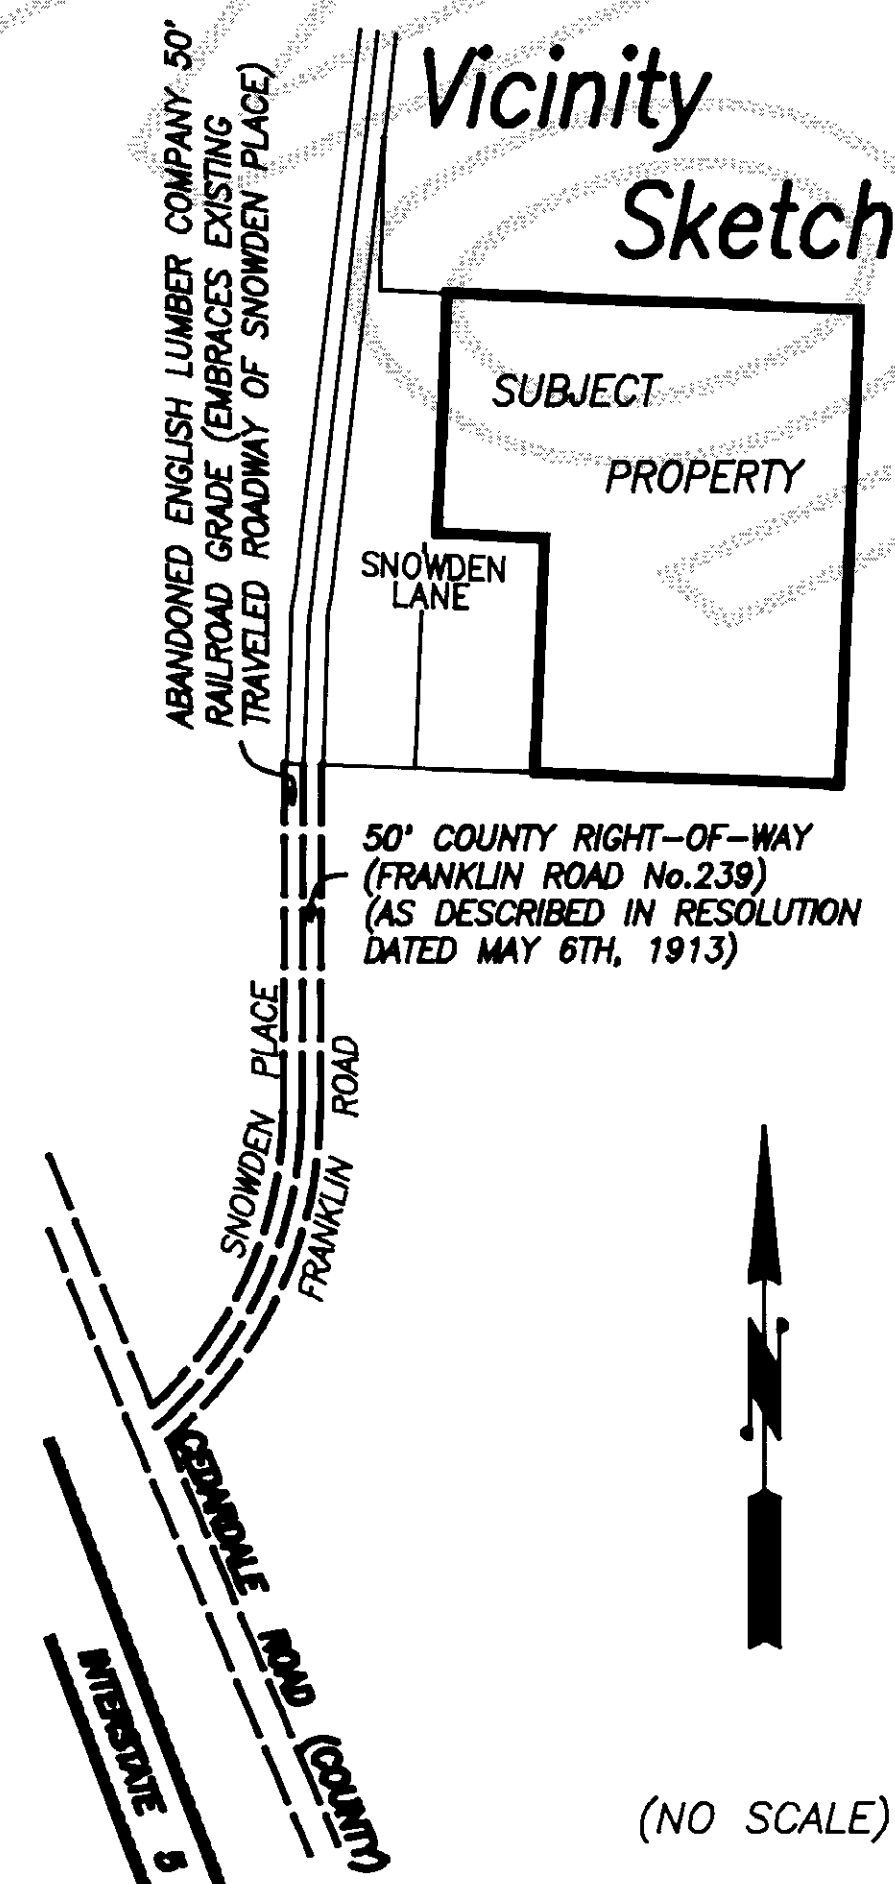 Vicinity
Sketch
ABANDONED ENGLISH LUMBER COMPANY 50'
RAILROAD GRADE (EMBRACES EXISTING
TRAVELED ROADWAY OF SNOWDEN PLACE)
SUBJECT
PROPERTY
SNOWDEN
LANE
50' COUNTY RIGHT-OF-WAY
(FRANKLIN ROAD No.239)
(AS DESCRIBED IN RESOLUTION
DATED MAY 6TH, 1913)
SNOWDEN PLACE
FRANKLIN ROAD
N
CEDARDALE ROAD (COUNTY)
INTERSTATE 5
(NO SCALE)